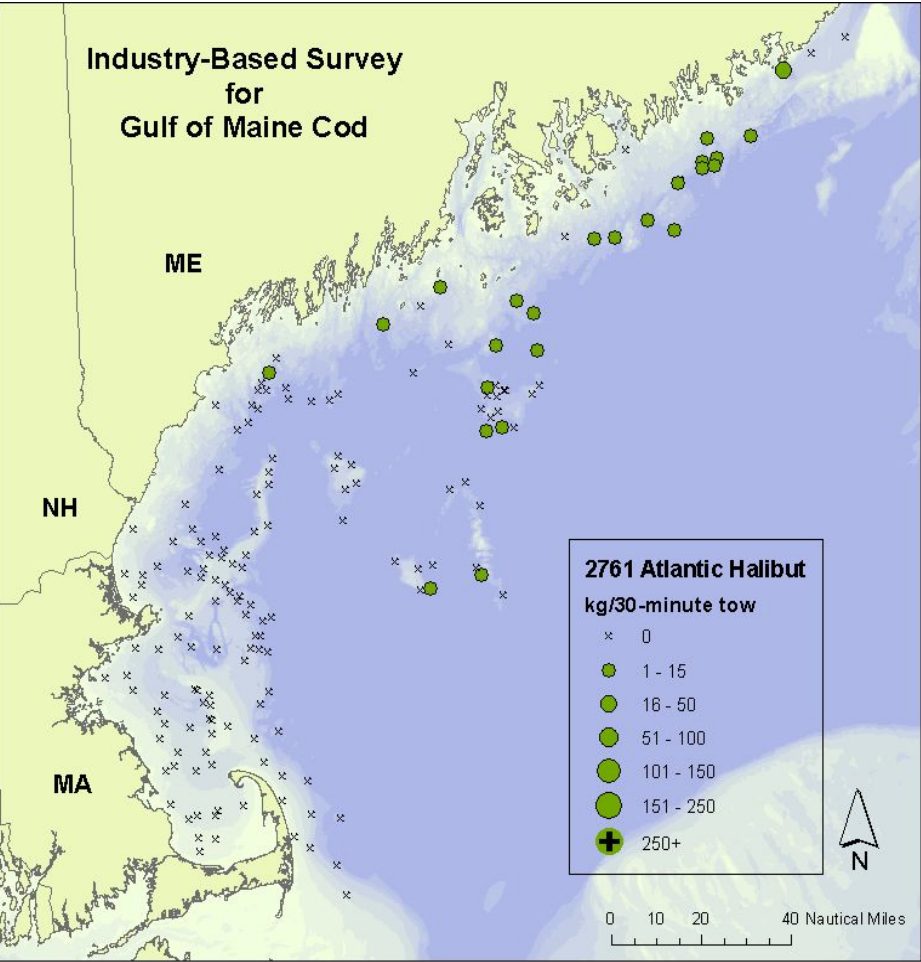 Industry-Based Survey
for
Gulf of Maine Cod
ME
NH
MA
2761 Atlantic Halibut
kg/30-minute tow
0
1 - 15
16 - 50
51 - 100
101 - 150
151 - 250
250+
N
0 10 20 40 Nautical Miles